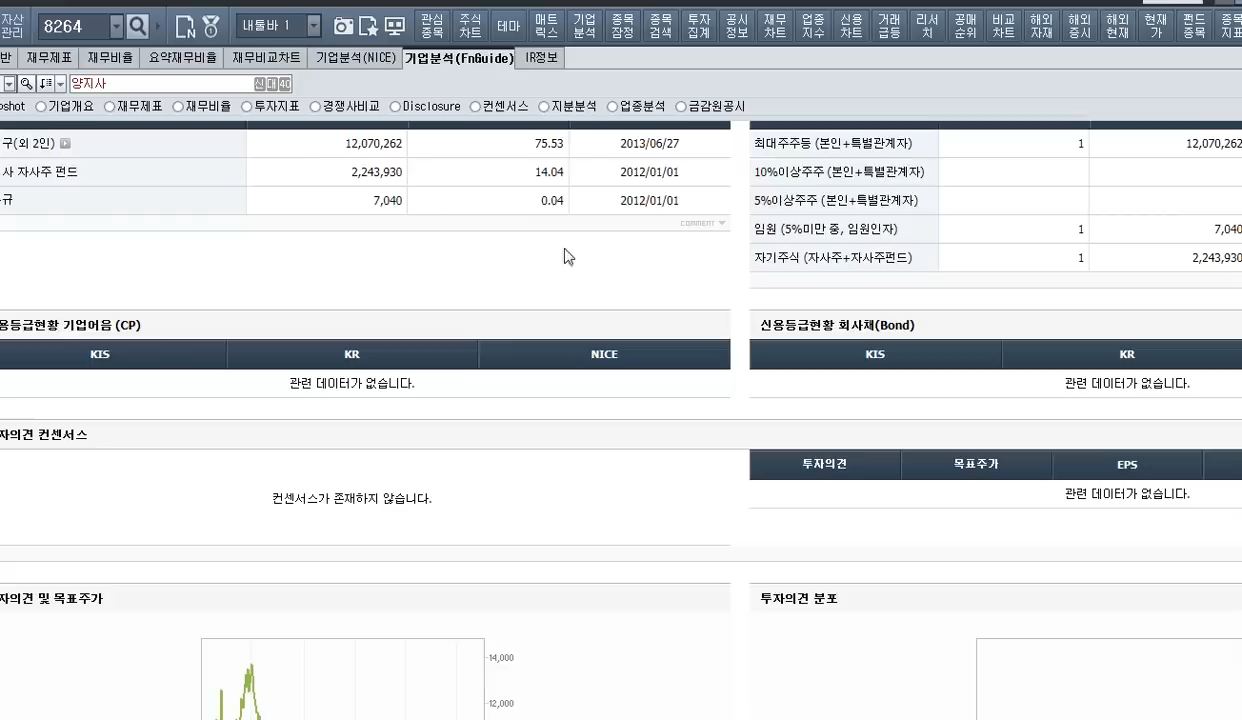 자산
관리
8264
내툴바 1
관심
종목
주식
차트
테마
매트
릭스
기업
분석
종목
잠정
종목
검색
투자
집계
공시
정보
재무
차트
업종
지수
신용
차트
거래
급등
리서
치
공매
순위
비교
차트
해외
자재
해외
증시
해외
현재
현재
가
펀드
종목
종목
지표
반 재무제표 재무비율 요약재무비율 재무비교차트 기업분석(NICE) 기업분석(FnGuide) IR정보
양지사 신 대 40
pshot 기업개요 재무제표 재무비율 투자지표 경쟁사비교 Disclosure 컨센서스 지분분석 업종분석 금감원공시
구(외 2인) 12,070,262 75.53 2013/06/27
사 자사주 펀드 2,243,930 14.04 2012/01/01
규 7,040 0.04 2012/01/01
COMMENT
최대주주등 (본인+특별관계자) 1 12,070,262
10%이상주주 (본인+특별관계자)
5%이상주주 (본인+특별관계자)
임원 (5%미만 중, 임원인자) 1 7,040
자기주식 (자사주+자사주펀드) 1 2,243,930
용등급현황 기업어음 (CP)
KIS KR NICE
관련 데이터가 없습니다.
신용등급현황 회사채(Bond)
KIS KR
관련 데이터가 없습니다.
자의견 컨센서스
컨센서스가 존재하지 않습니다.
투자의견 목표주가 EPS
관련 데이터가 없습니다.
자의견 및 목표주가
14,000
12,000
투자의견 분포